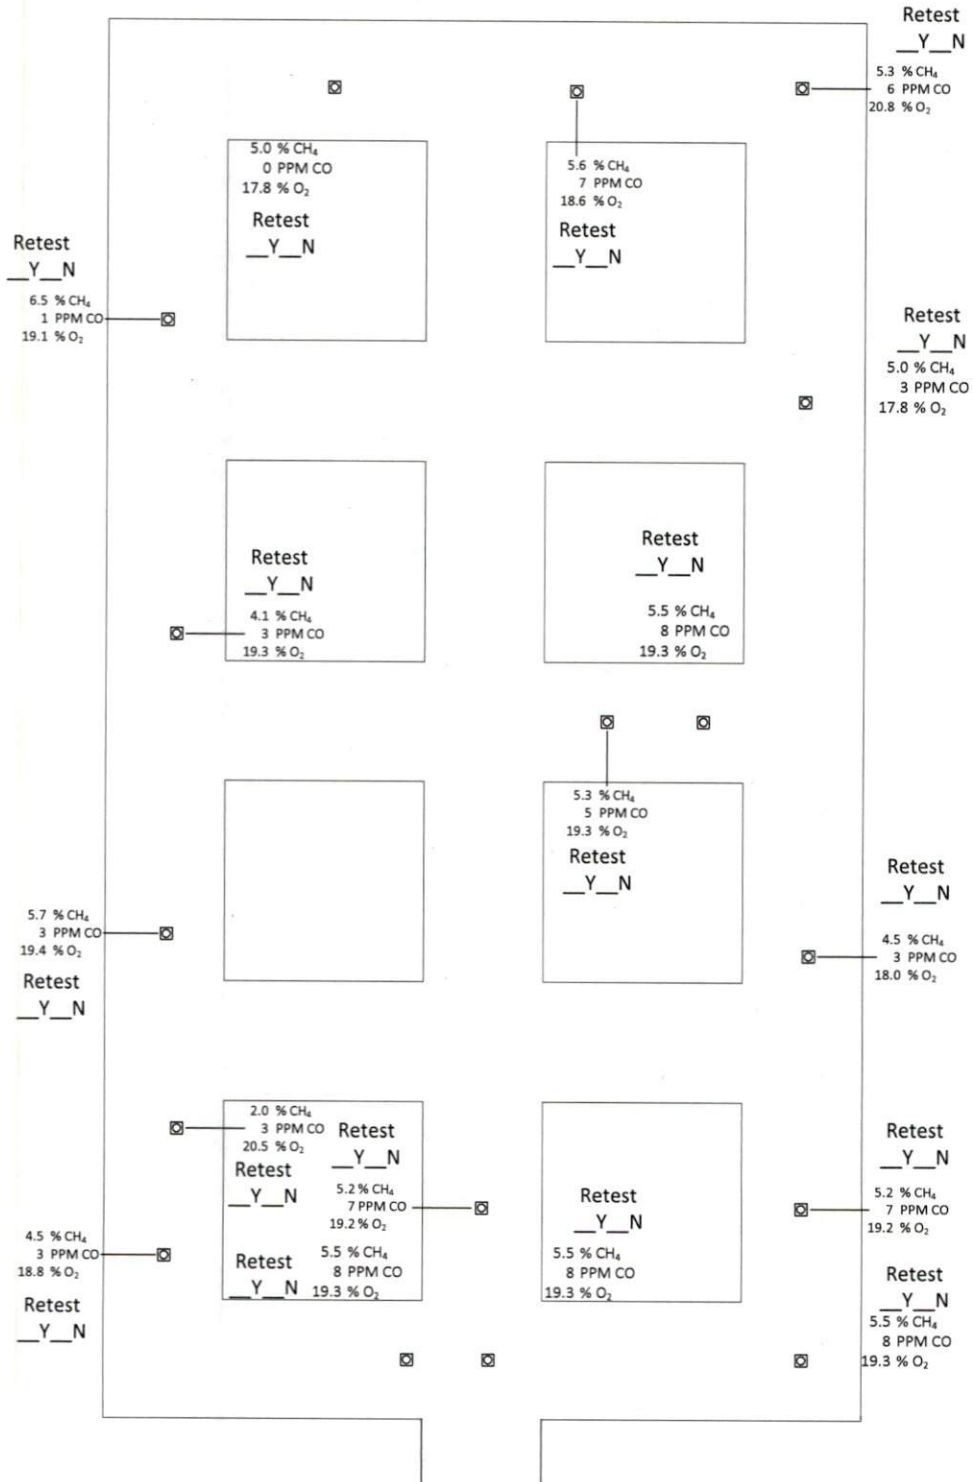 Retest
__Y__N
5.3 % CH₄
6 PPM CO
20.8 % O₂
5.0 % CH₄
0 PPM CO
17.8 % O₂
Retest
__Y__N
5.6 % CH₄
7 PPM CO
18.6 % O₂
Retest
__Y__N
Retest
__Y__N
6.5 % CH₄
1 PPM CO
19.1 % O₂
Retest
__Y__N
5.0 % CH₄
3 PPM CO
17.8 % O₂
Retest
__Y__N
4.1 % CH₄
3 PPM CO
19.3 % O₂
Retest
__Y__N
5.5 % CH₄
8 PPM CO
19.3 % O₂
5.3 % CH₄
5 PPM CO
19.3 % O₂
Retest
__Y__N
5.7 % CH₄
3 PPM CO
19.4 % O₂
Retest
__Y__N
Retest
__Y__N
4.5 % CH₄
3 PPM CO
18.0 % O₂
2.0 % CH₄
3 PPM CO
20.5 % O₂
Retest
__Y__N
Retest
__Y__N
5.2 % CH₄
7 PPM CO
19.2 % O₂
Retest
__Y__N
5.5 % CH₄
8 PPM CO
19.3 % O₂
Retest
__Y__N
5.5 % CH₄
8 PPM CO
19.3 % O₂
Retest
__Y__N
5.2 % CH₄
7 PPM CO
19.2 % O₂
4.5 % CH₄
3 PPM CO
18.8 % O₂
Retest
__Y__N
Retest
__Y__N
5.5 % CH₄
8 PPM CO
19.3 % O₂